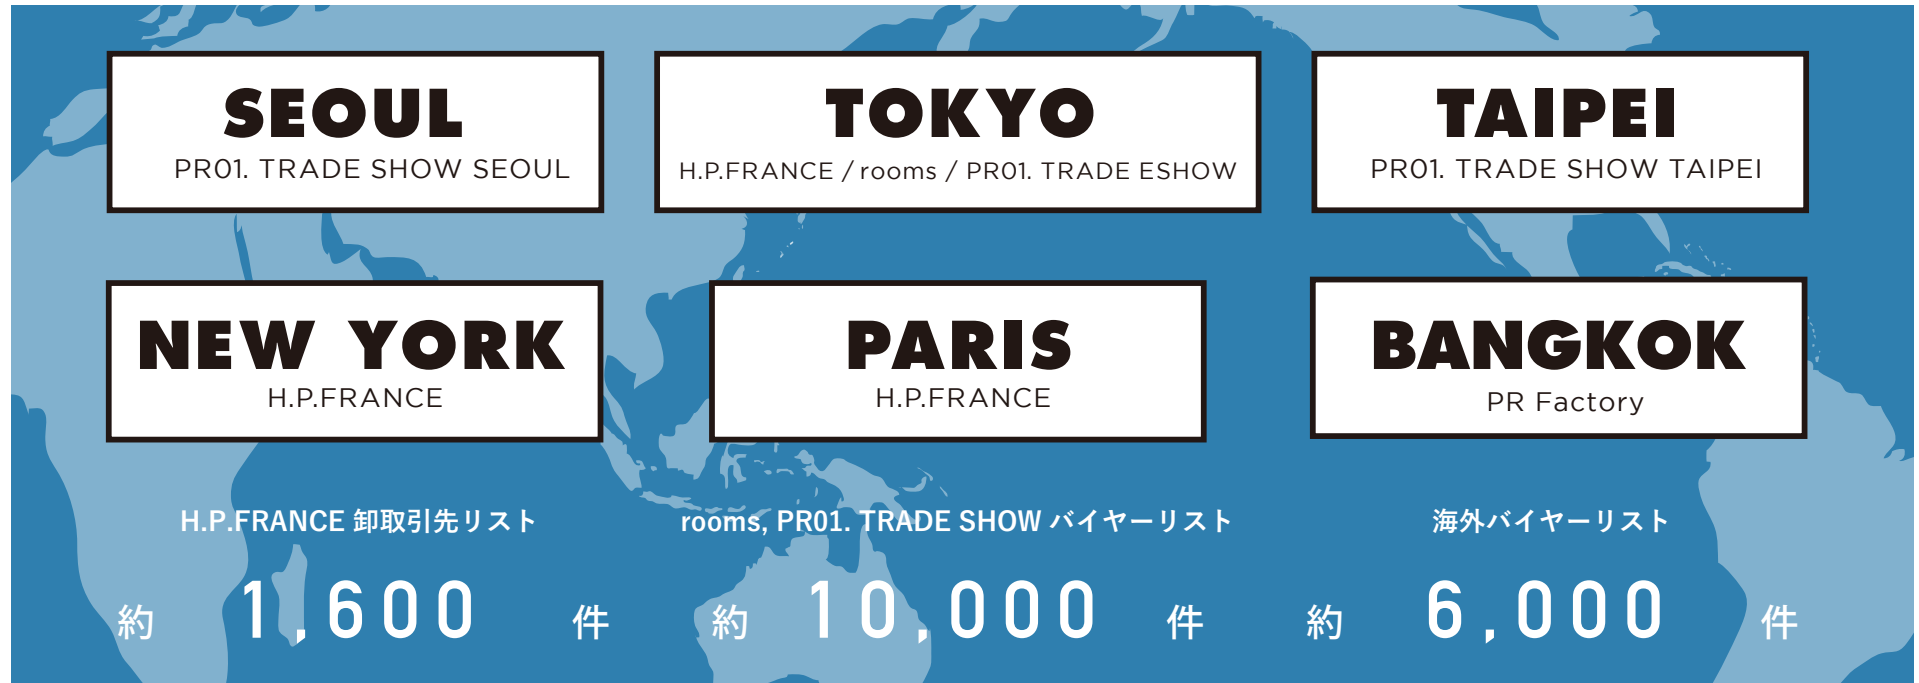 SEOUL
PR01. TRADE SHOW SEOUL
TOKYO
H.P.FRANCE / rooms / PR01. TRADE ESHOW
TAIPEI
PR01. TRADE SHOW TAIPEI
NEW YORK
H.P.FRANCE
PARIS
H.P.FRANCE
BANGKOK
PR Factory
H.P.FRANCE 卸取引先リスト
約 1,600 件
rooms, PR01. TRADE SHOW バイヤーリスト
約 10,000 件
海外バイヤーリスト
約 6,000 件